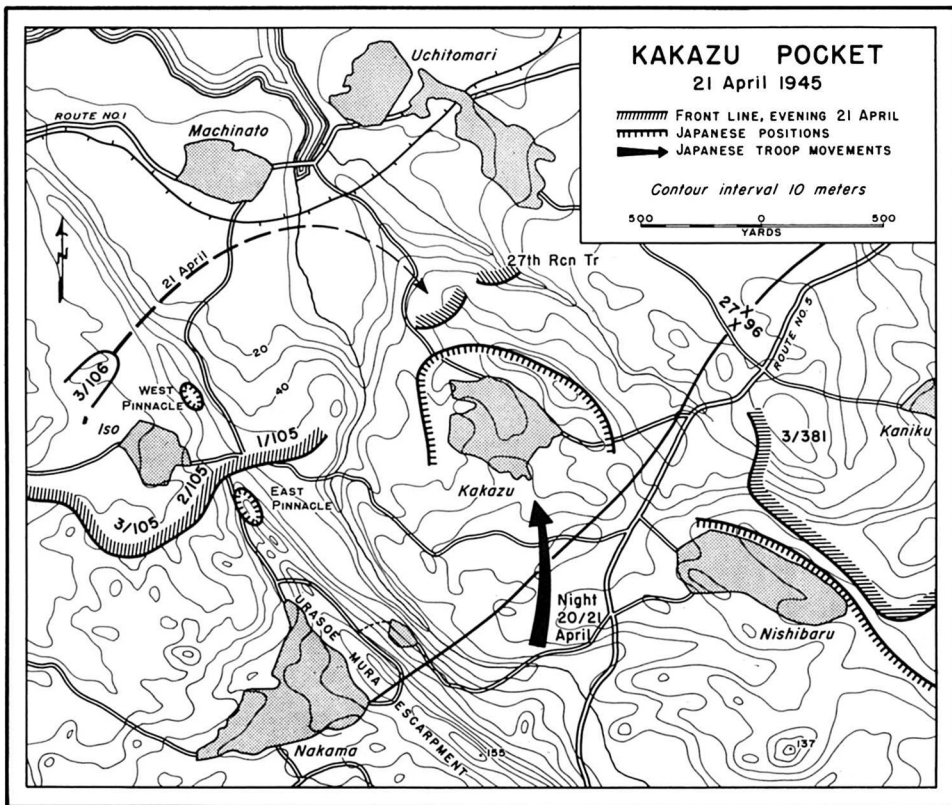 KAKAZU POCKET
21 April 1945
FRONT LINE, EVENING 21 APRIL
JAPANESE POSITIONS
JAPANESE TROOP MOVEMENTS
Contour interval 10 meters
500 0 500
YARDS
Uchitomari
ROUTE NO. 1
Machinato
21 April
27th Rcn Tr
27 X 96
X
ROUTE NO. 5
20
40
3/106
WEST
PINNACLE
Iso
1/105
2/105
3/105
EAST
PINNACLE
Kakazu
3/381
Kaniku
Night
20/21
April
Nishibaru
URASOE MURA ESCARPMENT
Nakama
155
137